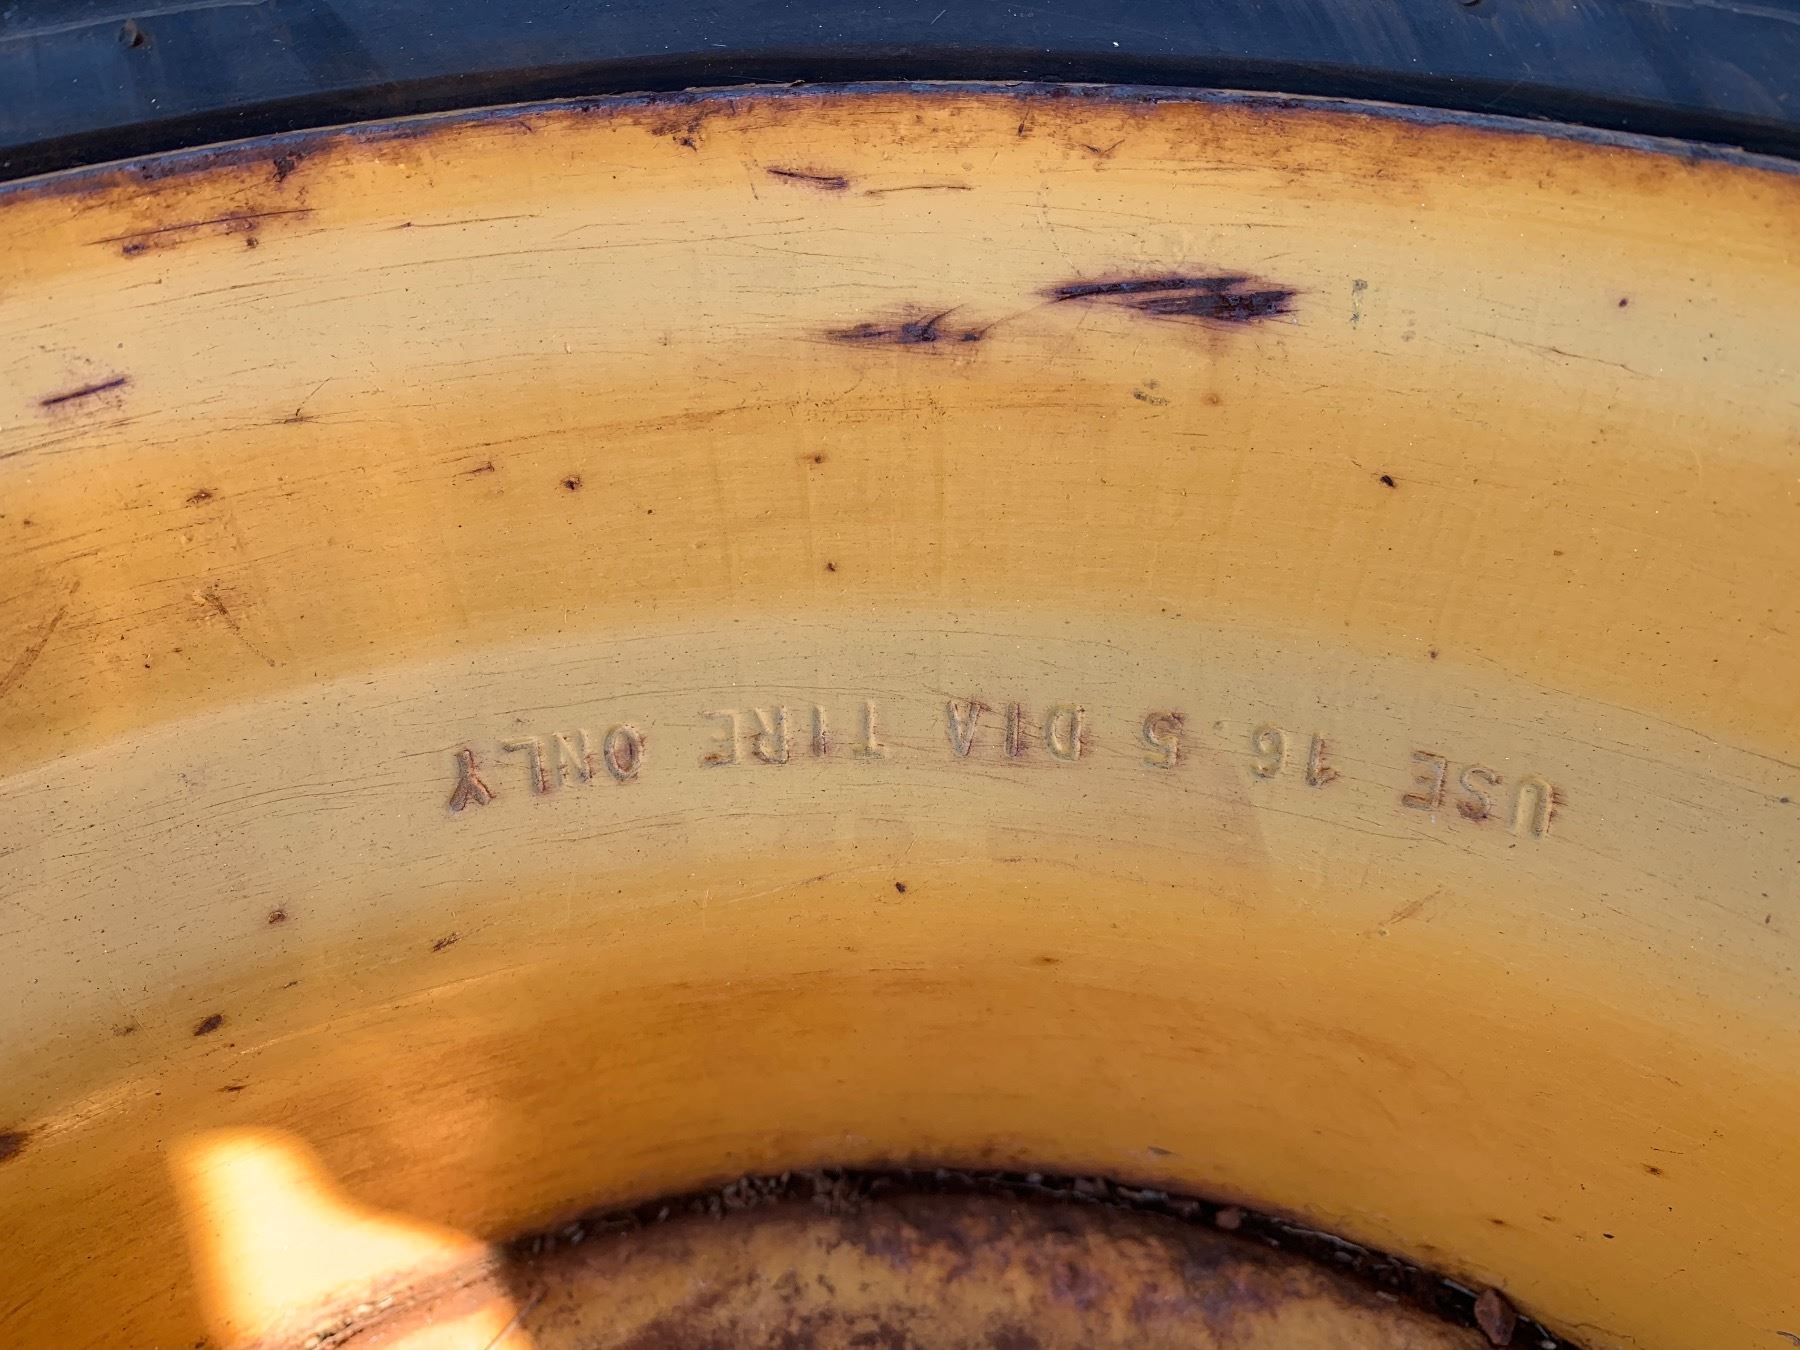 USE 16.5 DIA TIRE ONLY